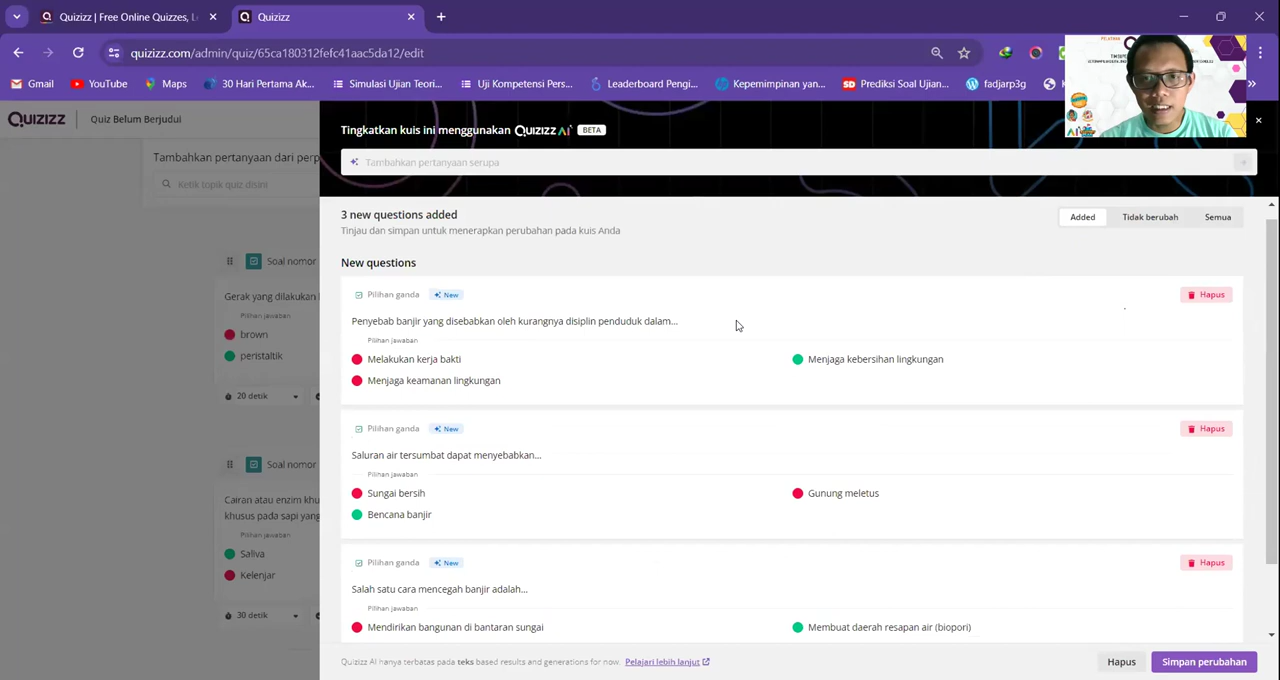 Quizizz | Free Online Quizzes, Le
Quizizz
quizizz.com/admin/quiz/65ca180312fefc41aac5da12/edit
Gmail
YouTube
Maps
30 Hari Pertama Ak...
Simulasi Ujian Teori...
Uji Kompetensi Pers...
Leaderboard Pengi...
Kepemimpinan yan...
Prediksi Soal Ujian...
fadjarp3g
QUIZIZZ
Quiz Belum Berjudul
Tambahkan pertanyaan dari perp
Ketik topik quiz disini
Soal nomor
Gerak yang dilakukan
Pilihan jawaban
brown
peristaltik
20 detik
Soal nomor
Cairan atau enzim khu
khusus pada sapi yang
Pilihan jawaban
Saliva
Kelenjar
30 detik
Tingkatkan kuis ini menggunakan QUIZIZZ AI BETA
Tambahkan pertanyaan serupa
3 new questions added
Tinjau dan simpan untuk menerapkan perubahan pada kuis Anda
Added
Tidak berubah
Semua
New questions
Pilihan ganda
New
Hapus
Penyebab banjir yang disebabkan oleh kurangnya disiplin penduduk dalam...
Pilihan jawaban
Melakukan kerja bakti
Menjaga kebersihan lingkungan
Menjaga keamanan lingkungan
Pilihan ganda
New
Hapus
Saluran air tersumbat dapat menyebabkan...
Pilihan jawaban
Sungai bersih
Gunung meletus
Bencana banjir
Pilihan ganda
New
Hapus
Salah satu cara mencegah banjir adalah...
Pilihan jawaban
Mendirikan bangunan di bantaran sungai
Membuat daerah resapan air (biopori)
Quizizz AI hanya terbatas pada teks based results and generations for now.
Pelajari lebih lanjut
Hapus
Simpan perubahan